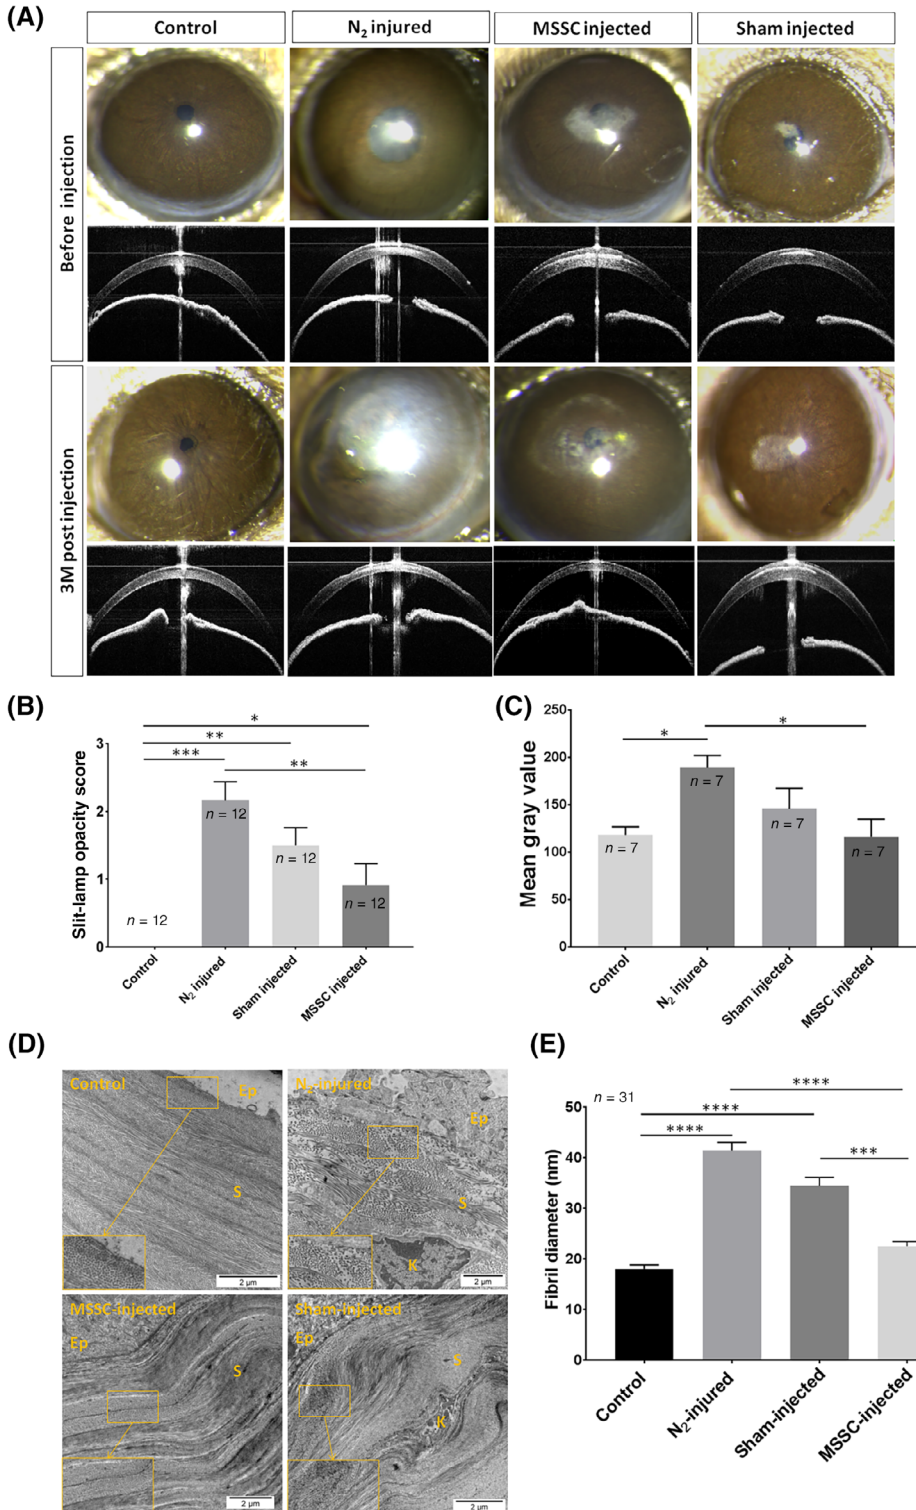 (A)
Control
N₂ injured
MSSC injected
Sham injected
Before injection
3M post injection
(B)
Slit-lamp opacity score
3
2
1
0
*
**
***
**
n = 12
n = 12
n = 12
n = 12
Control
N₂ injured
Sham injected
MSSC injected
(C)
Mean gray value
250
200
150
100
50
0
*
*
n = 7
n = 7
n = 7
n = 7
Control
N₂ injured
Sham injected
MSSC injected
(D)
Control
Ep
S
2 µm
N₂-injured
Ep
S
K
2 µm
MSSC-injected
Ep
S
2 µm
Sham-injected
Ep
S
K
2 µm
(E)
n = 31
Fibril diameter (nm)
50
40
30
20
10
0
****
****
****
***
Control
N₂-injured
Sham-injected
MSSC-injected